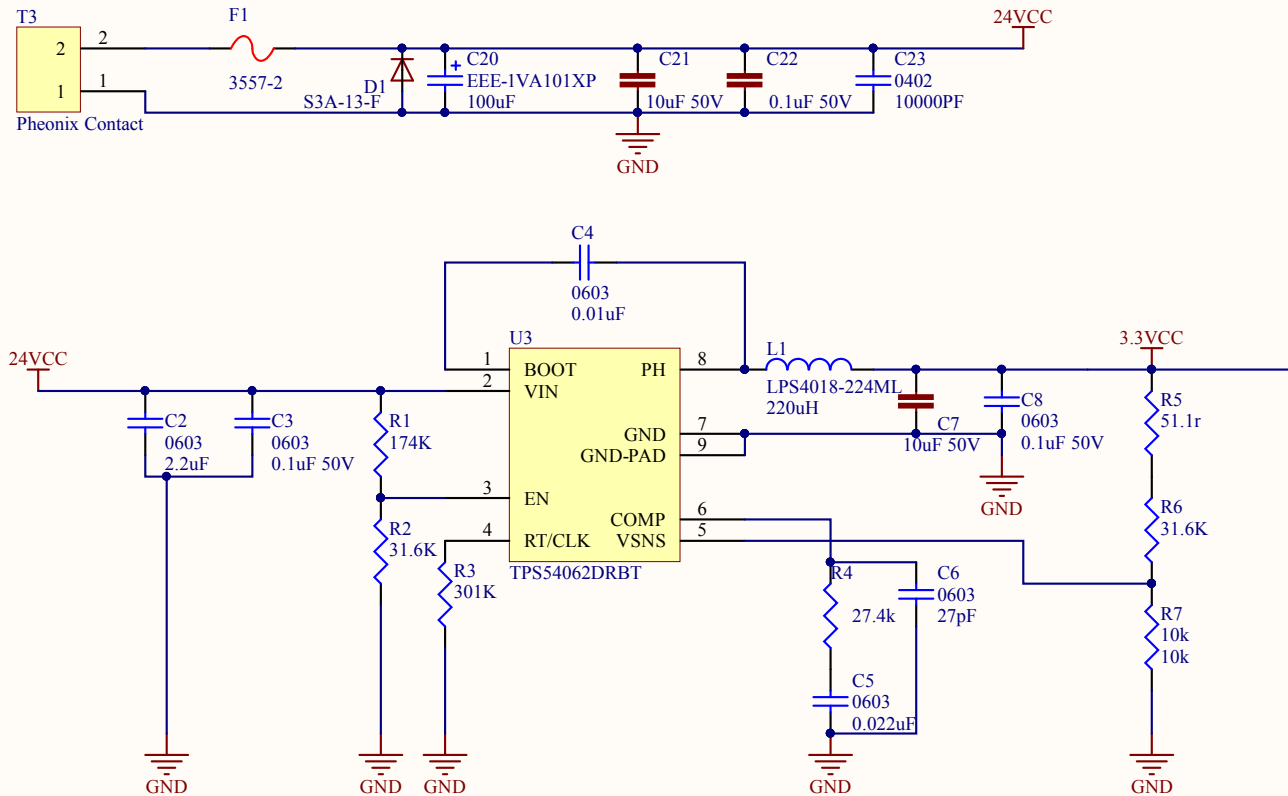 T3
F1
24VCC
2
2
1
1
3557-2
Pheonix Contact
D1
S3A-13-F
C20
+
EEE-1VA101XP
100uF
C21
10uF 50V
C22
0.1uF 50V
C23
0402
10000PF
GND
C4
0603
0.01uF
24VCC
C2
0603
2.2uF
C3
0603
0.1uF 50V
R1
174K
R2
31.6K
R3
301K
U3
1
BOOT
2
VIN
3
EN
4
RT/CLK
PH
8
GND
7
GND-PAD
9
COMP
6
VSNS
5
TPS54062DRBT
L1
LPS4018-224ML
220uH
C7
10uF 50V
C8
0603
0.1uF 50V
GND
3.3VCC
R5
51.1r
R6
31.6K
R7
10k
10k
R4
27.4k
C6
0603
27pF
C5
0603
0.022uF
GND
GND
GND
GND
GND